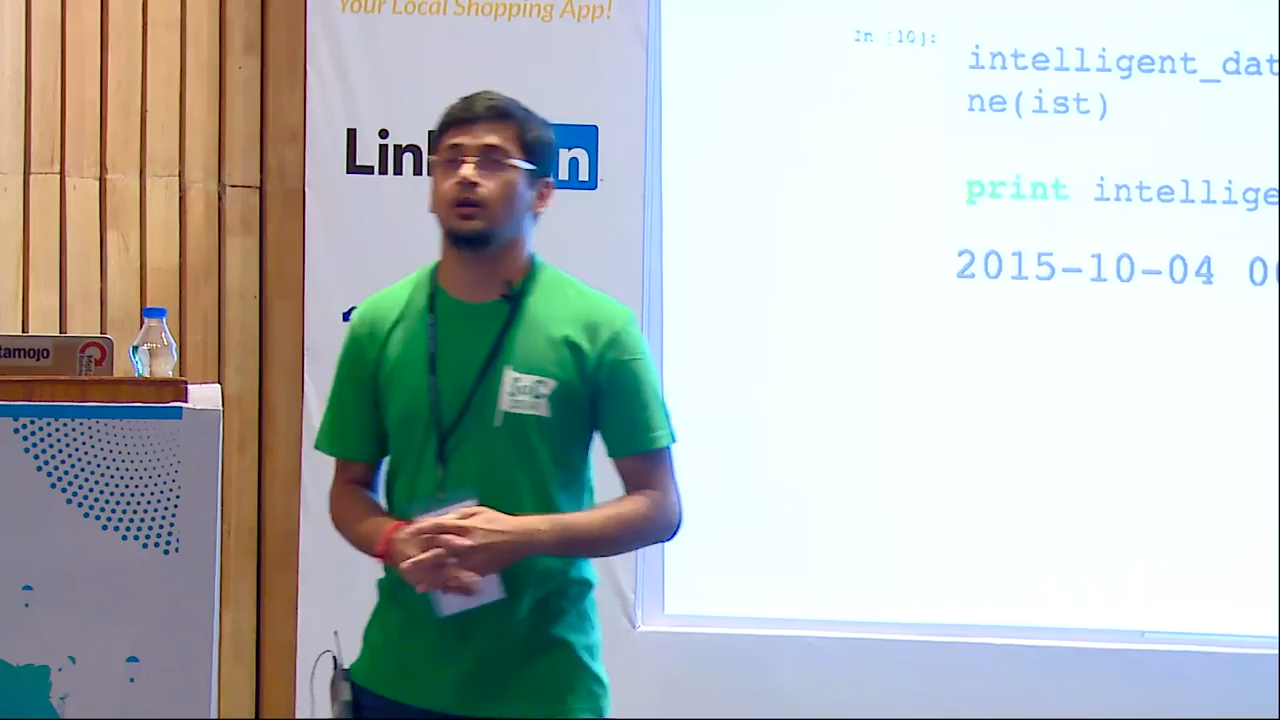 Your Local Shopping App!
Lin n
tamojo
In [10]:
intelligent_dat
ne(ist)
print intellige
2015-10-04 0